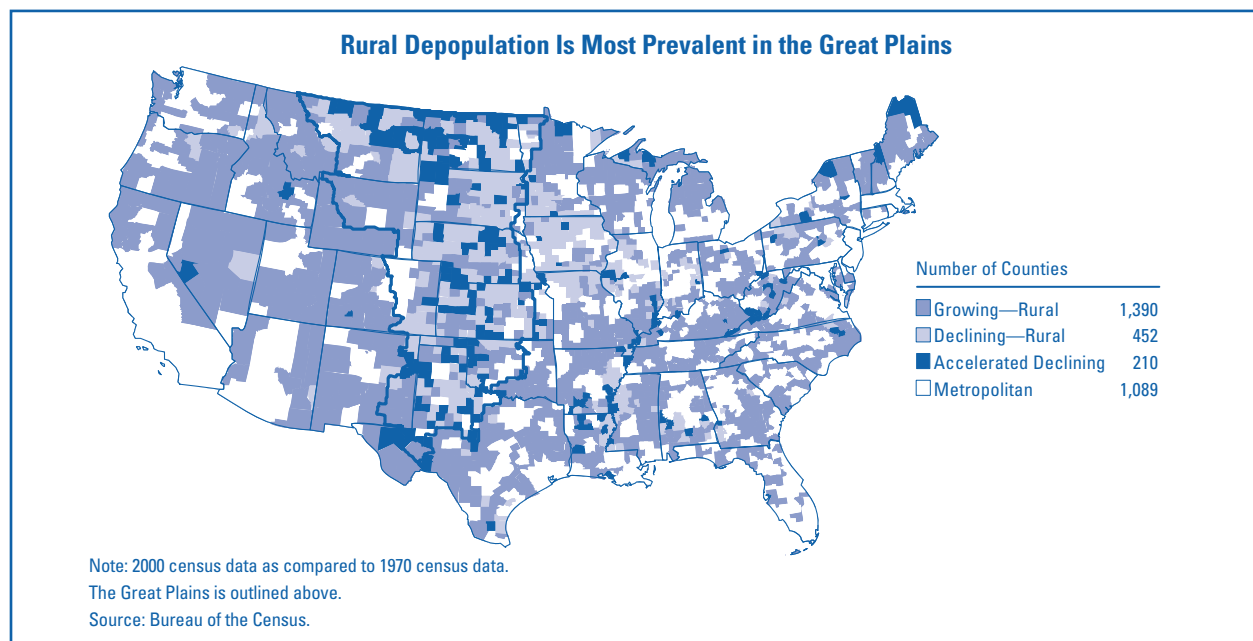 Rural Depopulation Is Most Prevalent in the Great Plains
Number of Counties
Growing—Rural 1,390
Declining—Rural 452
Accelerated Declining 210
Metropolitan 1,089
Note: 2000 census data as compared to 1970 census data.
The Great Plains is outlined above.
Source: Bureau of the Census.